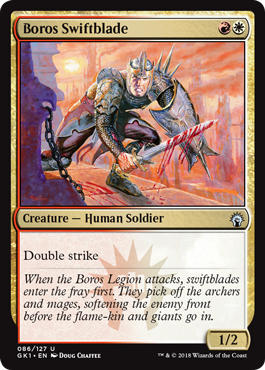 Boros Swiftblade
Creature — Human Soldier
Double strike
When the Boros Legion attacks, swiftblades
enter the fray first. They pick off the archers
and mages, softening the enemy front
before the flame-kin and giants go in.
1/2
086/127 U
GK1 • EN Doug Chaffee
™ & © 2018 Wizards of the Coast